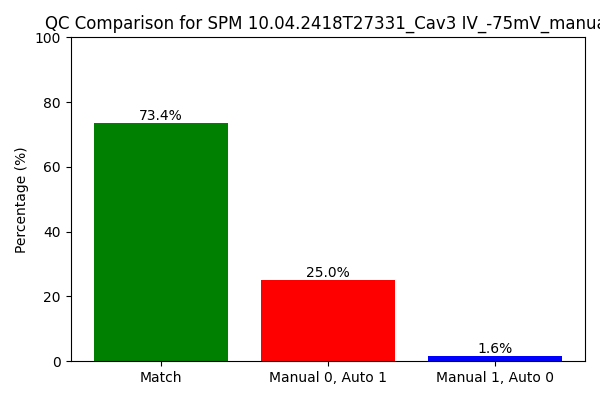 QC Comparison for SPM 10.04.2418T27331_Cav3 IV_-75mV_manua
100
80
60
40
20
0
Percentage (%)
73.4%
25.0%
1.6%
Match
Manual 0, Auto 1
Manual 1, Auto 0